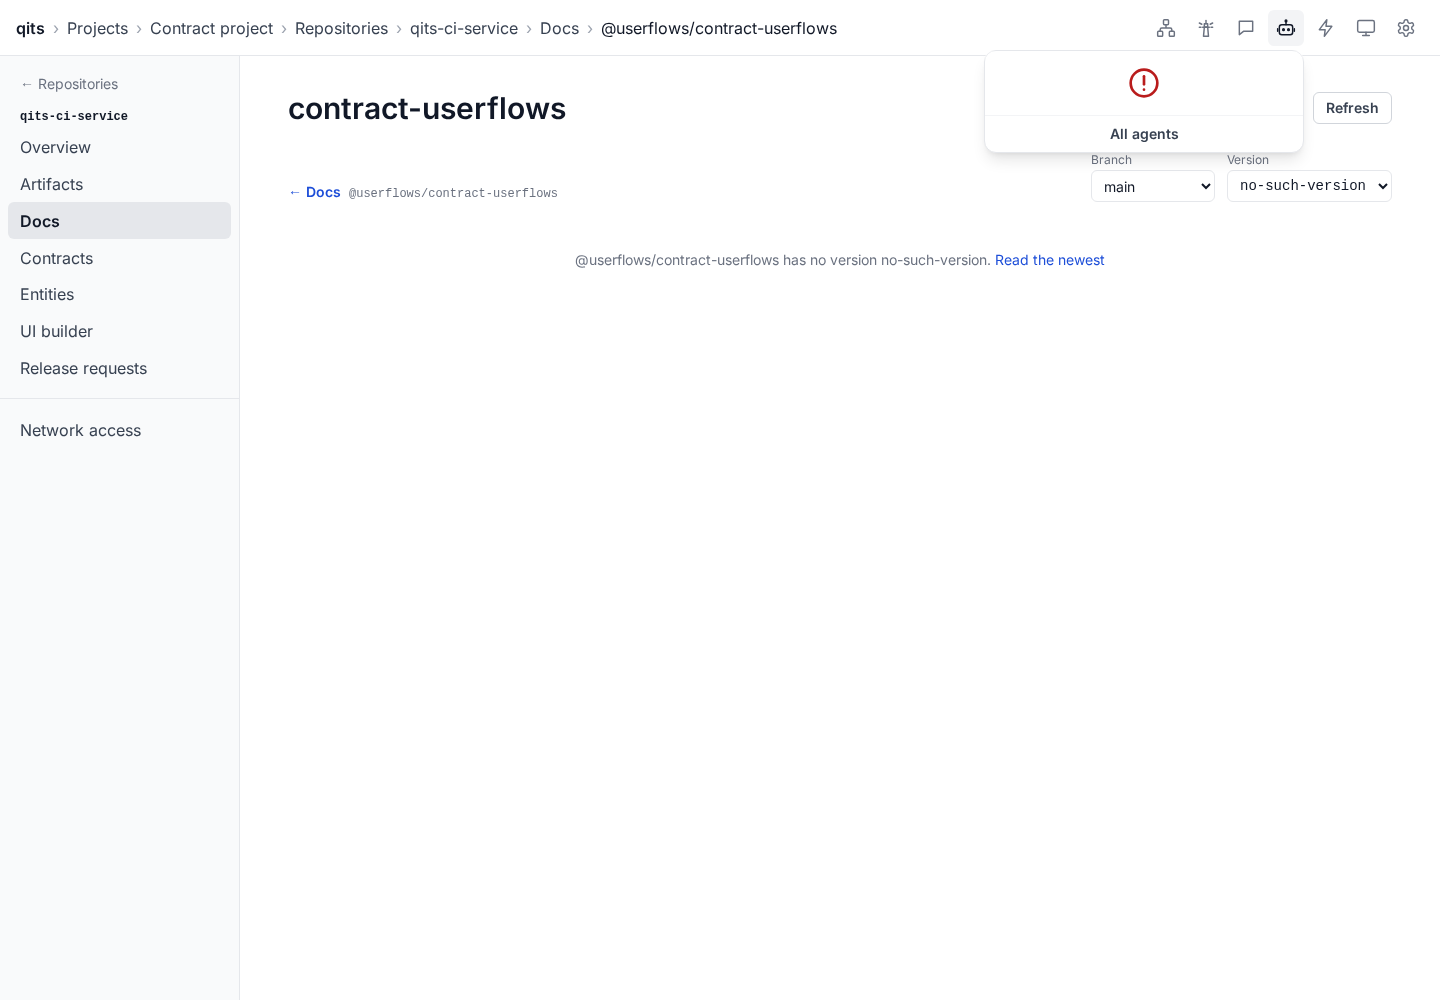 qits › Projects › Contract project › Repositories › qits-ci-service › Docs › @userflows/contract-userflows
← Repositories
qits-ci-service
Overview
Artifacts
Docs
Contracts
Entities
UI builder
Release requests
Network access
contract-userflows
Refresh
All agents
← Docs @userflows/contract-userflows
Branch
main
Version
no-such-version
@userflows/contract-userflows has no version no-such-version. Read the newest